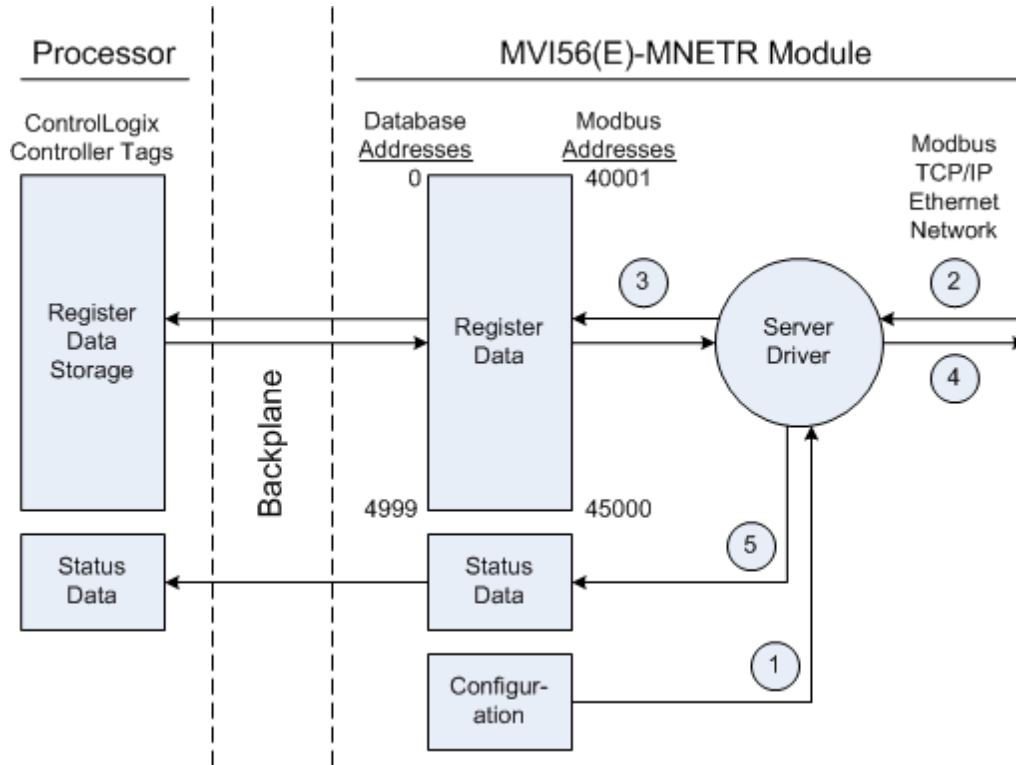 Processor
MVI56(E)-MNETR Module
ControlLogix
Controller Tags
Database
Addresses
Modbus
Addresses
Modbus
TCP/IP
Ethernet
Network
0
40001
3
2
Register
Data
Storage
Register
Data
Server
Driver
4
Backplane
4999
45000
5
Status
Data
Status
Data
1
Configur-
ation